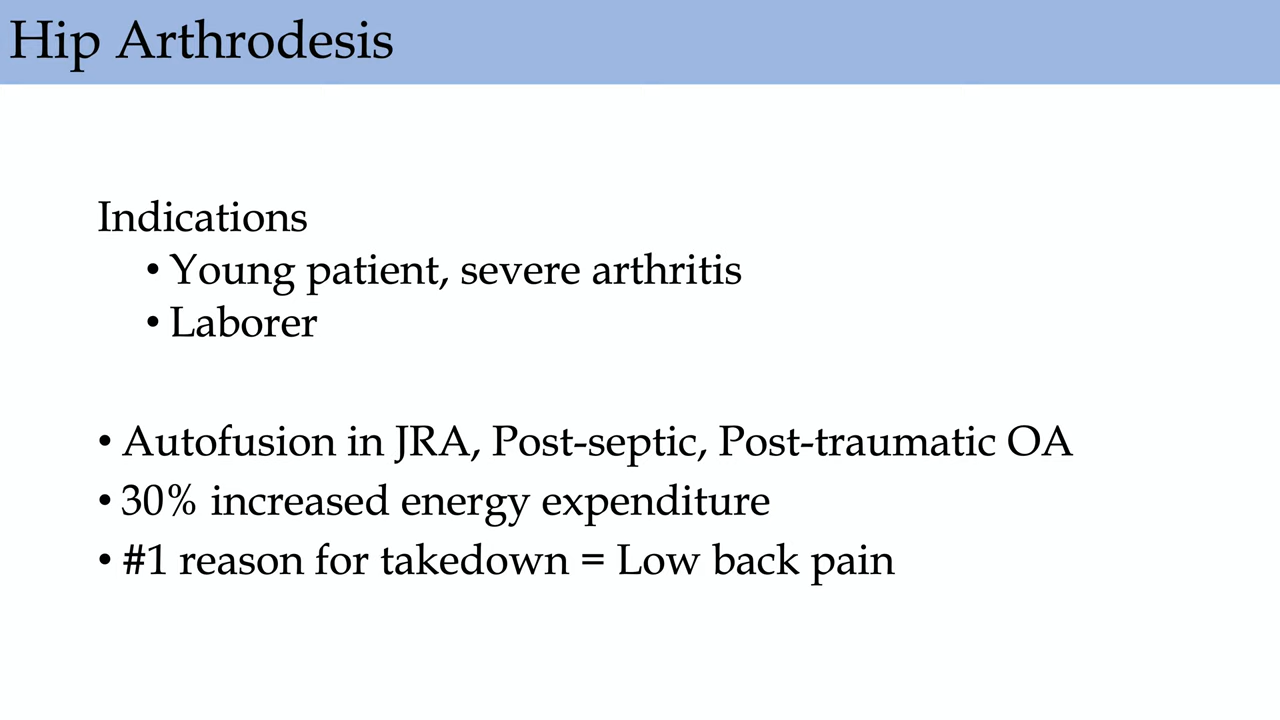 Hip Arthrodesis
Indications
• Young patient, severe arthritis
• Laborer
• Autofusion in JRA, Post-septic, Post-traumatic OA
• 30% increased energy expenditure
• #1 reason for takedown = Low back pain